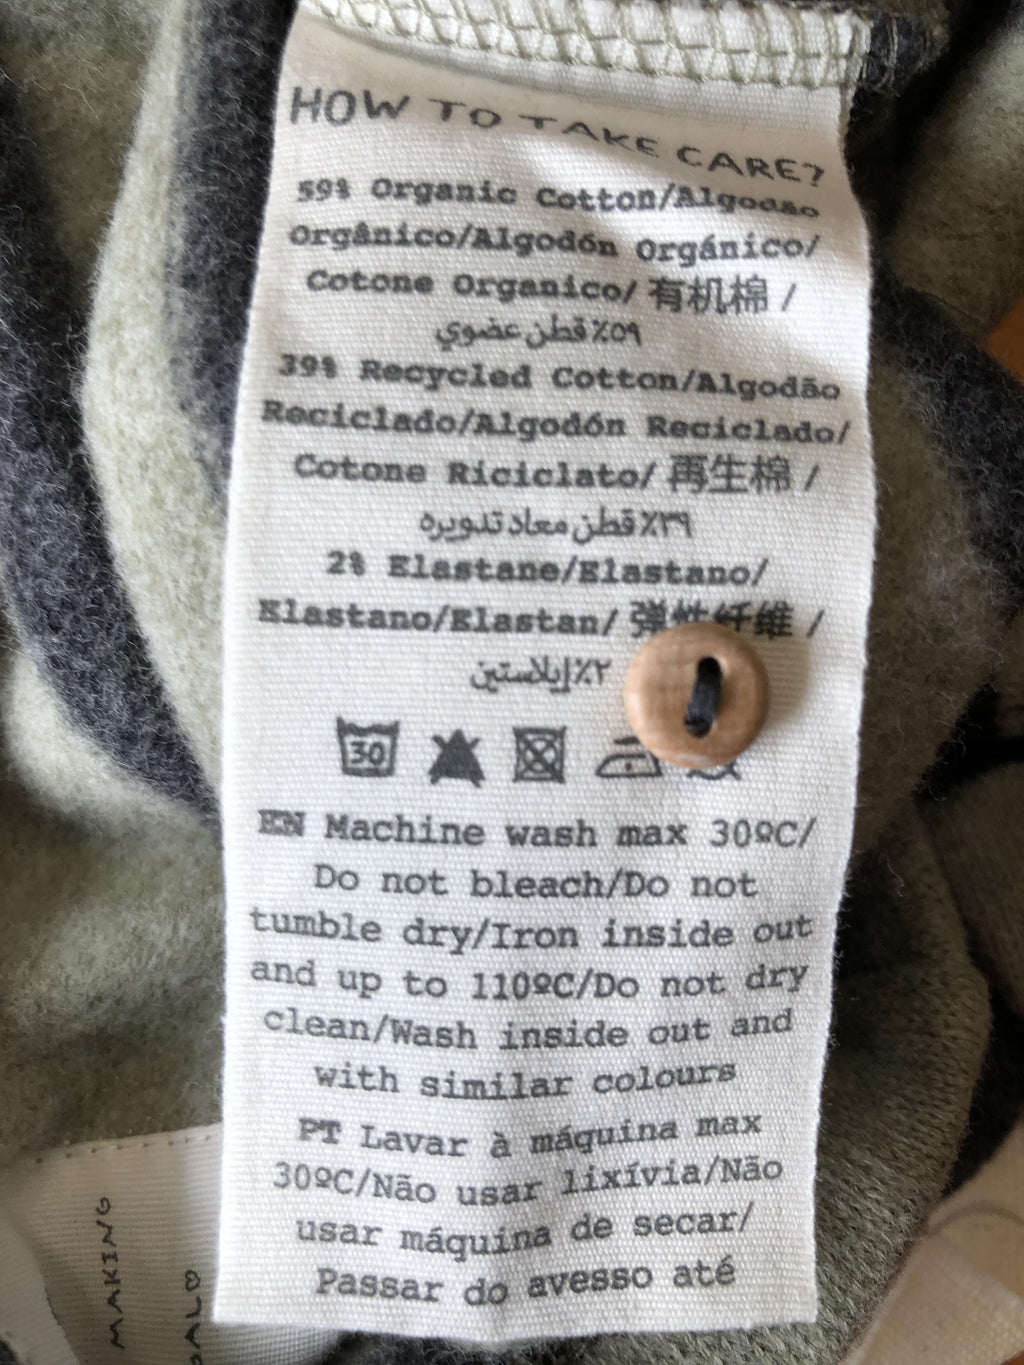 HOW TO TAKE CARE?
59% Organic Cotton/Algodão
Orgânico/Algodón Orgánico/
Cotone Organico/ 有机棉 /
٥٩٪ قطن عضوي
39% Recycled Cotton/Algodão
Reciclado/Algodón Reciclado/
Cotone Riciclato/ 再生棉 /
٣٩٪ قطن معاد تدويره
2% Elastane/Elastano/
Elastano/Elastan/ 弹性纤维 /
٢٪ إيلاستين
30
EN Machine wash max 30ºC/
Do not bleach/Do not
tumble dry/Iron inside out
and up to 110ºC/Do not dry
clean/Wash inside out and
with similar colours
PT Lavar à máquina max
30ºC/Não usar lixívia/Não
usar máquina de secar/
Passar do avesso até
MAKING